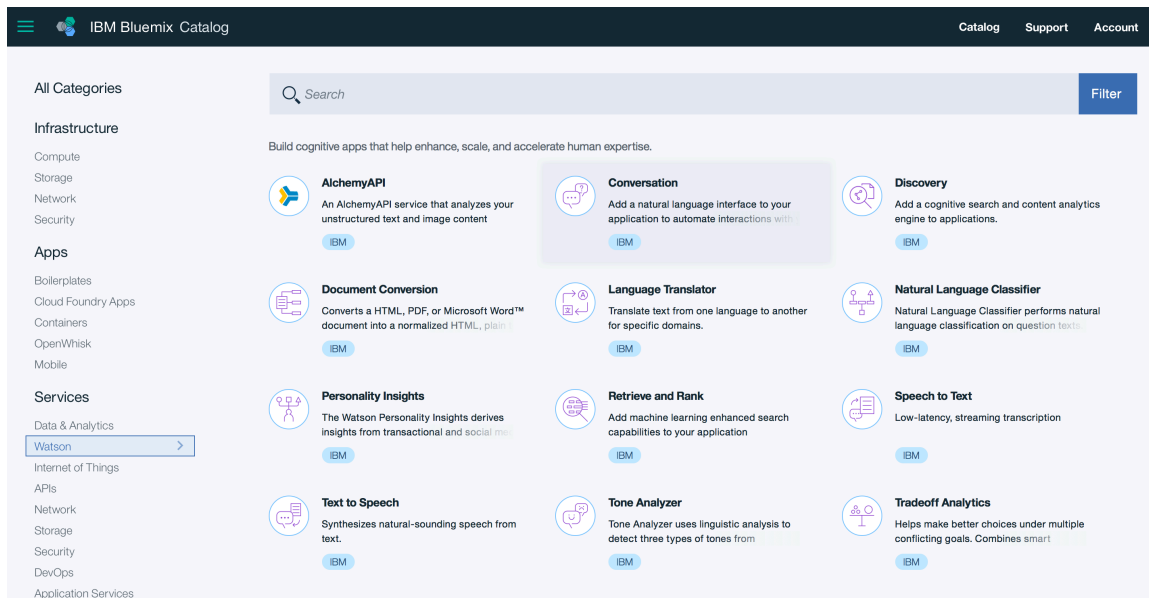 IBM Bluemix Catalog
Catalog
Support
Account
All Categories
Infrastructure
Compute
Storage
Network
Security
Apps
Boilerplates
Cloud Foundry Apps
Containers
OpenWhisk
Mobile
Services
Data & Analytics
Watson
Internet of Things
APIs
Network
Storage
Security
DevOps
Application Services
Search
Filter
Build cognitive apps that help enhance, scale, and accelerate human expertise.
AlchemyAPI
An AlchemyAPI service that analyzes your
unstructured text and image content
IBM
Conversation
Add a natural language interface to your
application to automate interactions with
IBM
Discovery
Add a cognitive search and content analytics
engine to applications.
IBM
Document Conversion
Converts a HTML, PDF, or Microsoft Word™
document into a normalized HTML, plain
IBM
Language Translator
Translate text from one language to another
for specific domains.
IBM
Natural Language Classifier
Natural Language Classifier performs natural
language classification on question texts.
IBM
Personality Insights
The Watson Personality Insights derives
insights from transactional and social
IBM
Retrieve and Rank
Add machine learning enhanced search
capabilities to your application
IBM
Speech to Text
Low-latency, streaming transcription
IBM
Text to Speech
Synthesizes natural-sounding speech from
text.
IBM
Tone Analyzer
Tone Analyzer uses linguistic analysis to
detect three types of tones from
IBM
Tradeoff Analytics
Helps make better choices under multiple
conflicting goals. Combines smart
IBM